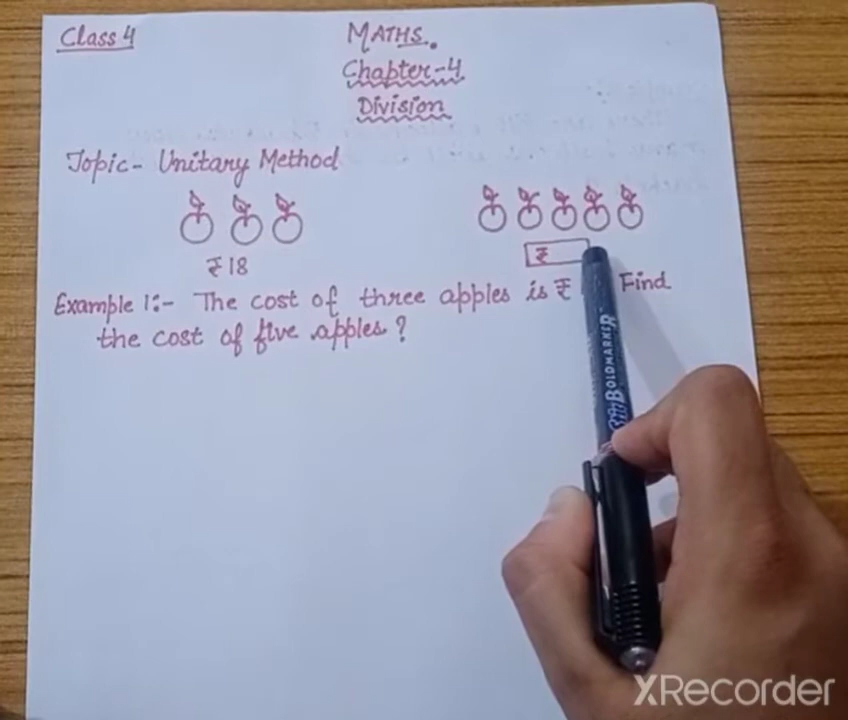 Class 4
MATHS.
Chapter-4
Division
Topic- Unitary Method
₹18
₹
Example 1:- The cost of three apples is ₹ Find
the cost of five apples?
BOLDMARKER
XRecorder